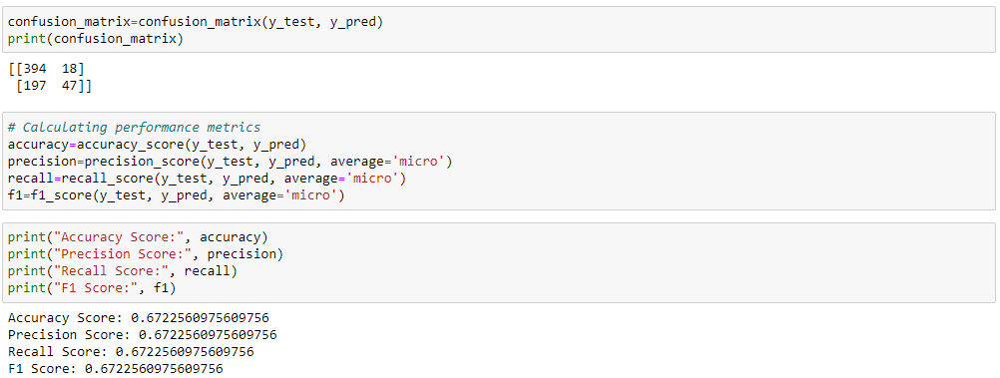 confusion_matrix=confusion_matrix(y_test, y_pred)
print(confusion_matrix)
[[394  18]
 [197  47]]
# Calculating performance metrics
accuracy=accuracy_score(y_test, y_pred)
precision=precision_score(y_test, y_pred, average='micro')
recall=recall_score(y_test, y_pred, average='micro')
f1=f1_score(y_test, y_pred, average='micro')
print("Accuracy Score:", accuracy)
print("Precision Score:", precision)
print("Recall Score:", recall)
print("F1 Score:", f1)
Accuracy Score: 0.6722560975609756
Precision Score: 0.6722560975609756
Recall Score: 0.6722560975609756
F1 Score: 0.6722560975609756